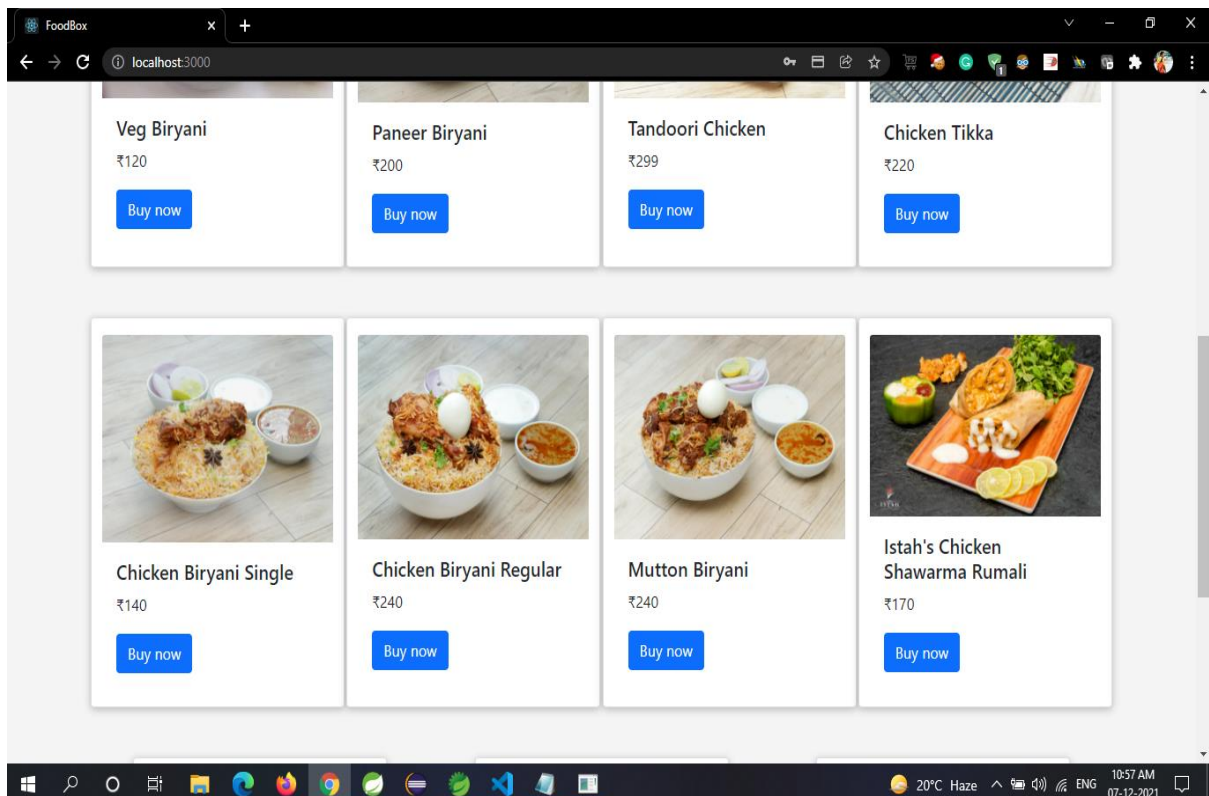 FoodBox
localhost:3000
1
Veg Biryani
₹120
Buy now
Paneer Biryani
₹200
Buy now
Tandoori Chicken
₹299
Buy now
Chicken Tikka
₹220
Buy now
Chicken Biryani Single
₹140
Buy now
Chicken Biryani Regular
₹240
Buy now
Mutton Biryani
₹240
Buy now
Istah's Chicken
Shawarma Rumali
₹170
Buy now
20°C Haze
ENG
10:57 AM
07-12-2021